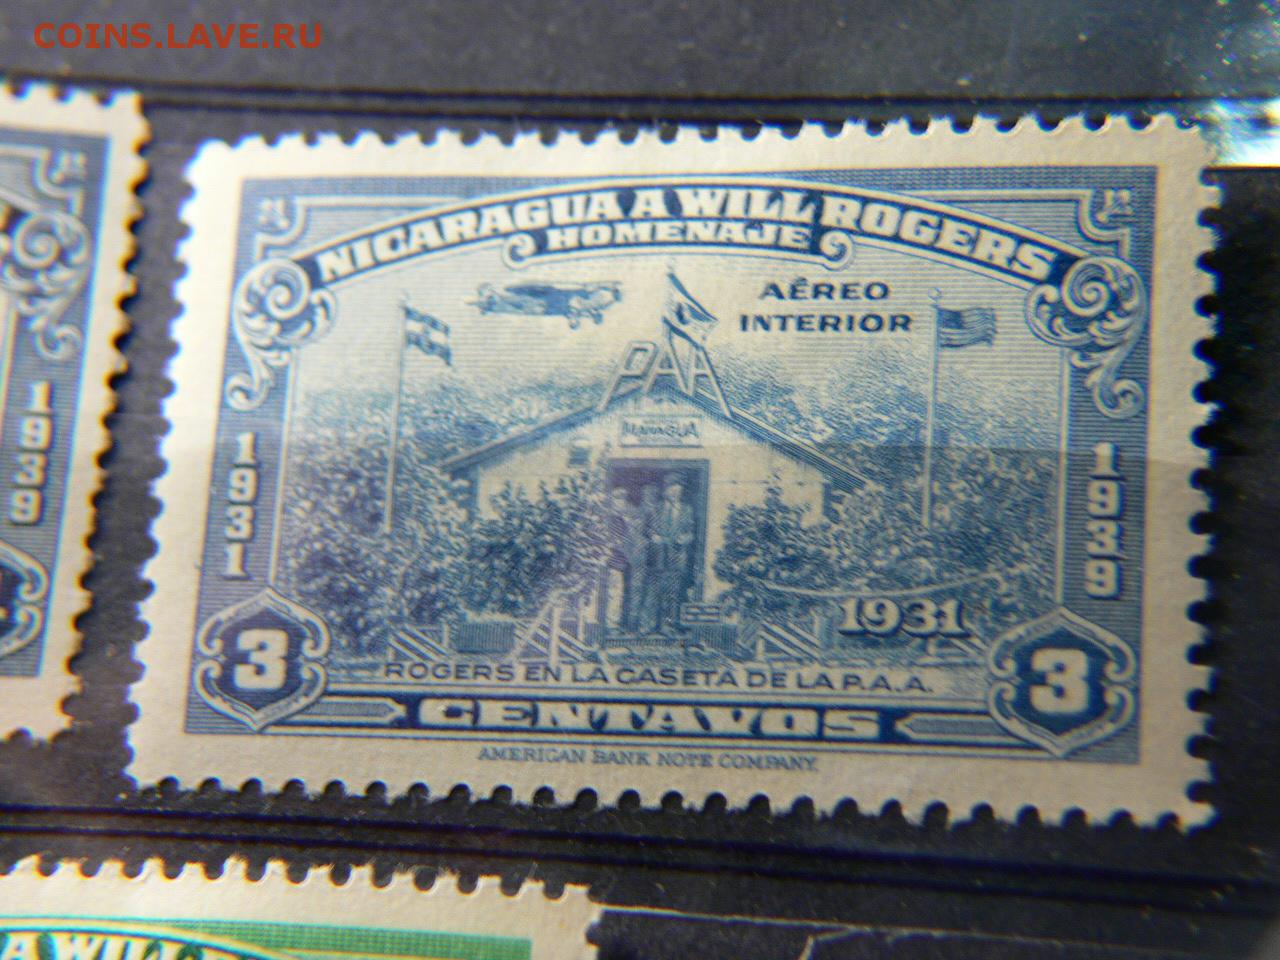 COINS.LAVE.RU
NICARAGUA A WILL ROGERS
HOMENAJE
AÉREO
INTERIOR
PAA
MANAGUA
1931
1939
1939
1931
3
3
ROGERS EN LA CASETA DE LA P.A.A.
CENTAVOS
AMERICAN BANK NOTE COMPANY.
A WILL